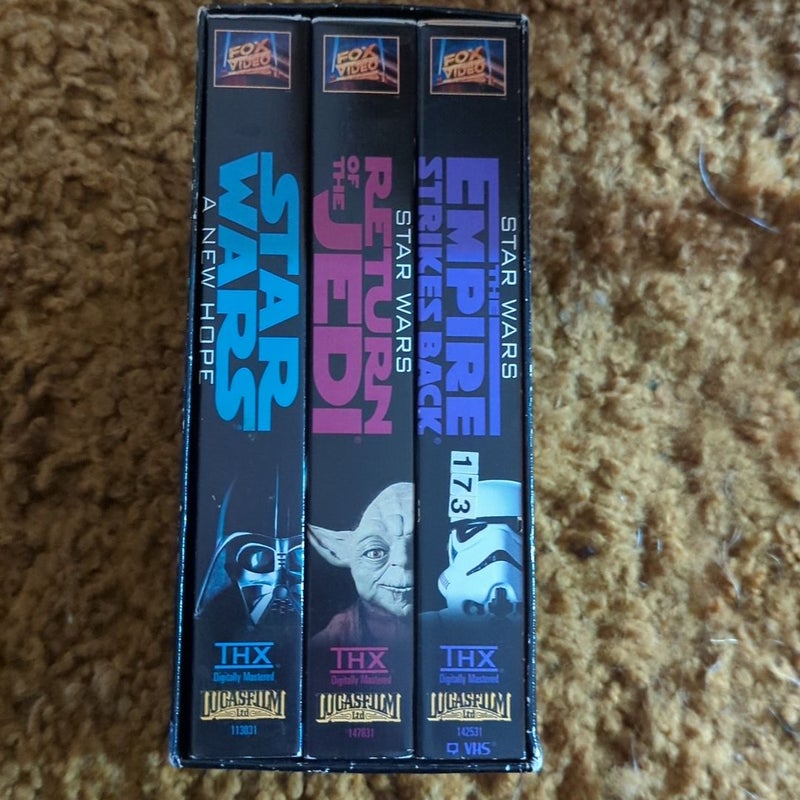 FOX
VIDEO
STAR
WARS
A NEW HOPE
THX
Digitally Mastered
LUCASFILM
Ltd
113031
FOX
VIDEO
STAR WARS
RETURN
OF THE
JEDI
THX
Digitally Mastered
LUCASFILM
Ltd
147831
FOX
VIDEO
STAR WARS
THE
EMPIRE
STRIKES BACK
173
THX
Digitally Mastered
LUCASFILM
Ltd
142531
VHS